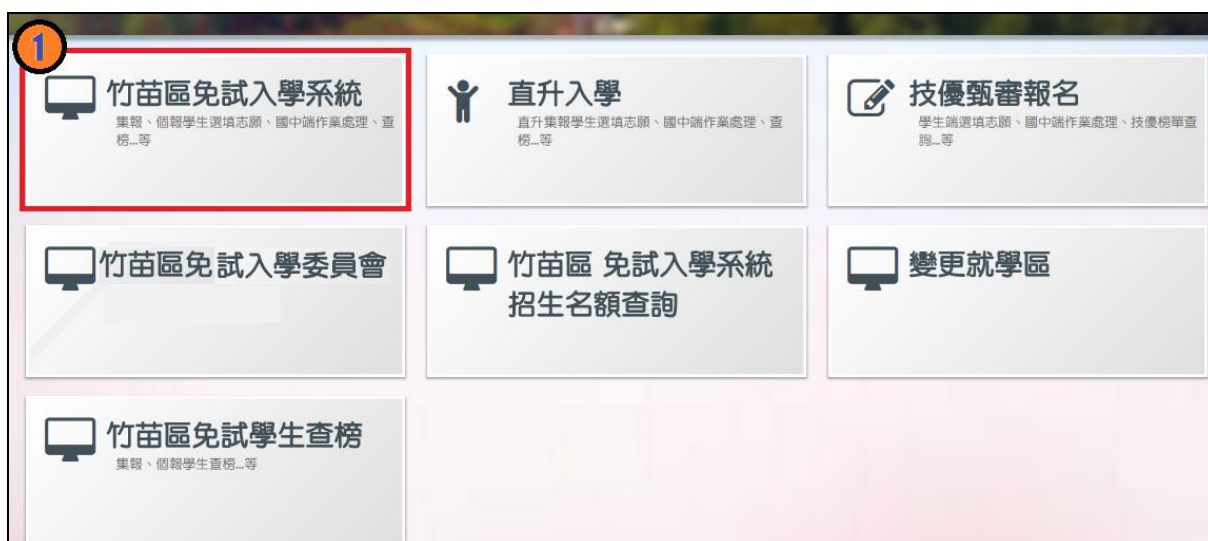 1
竹苗區免試入學系統
集報、個報學生選填志願、國中端作業處理、查
榜...等
直升入學
直升集報學生選填志願、國中端作業處理、查
榜...等
技優甄審報名
學生端選填志願、國中端作業處理、技優榜單查
詢...等
竹苗區免試入學委員會
竹苗區 免試入學系統
招生名額查詢
變更就學區
竹苗區免試學生查榜
集報、個報學生查榜...等